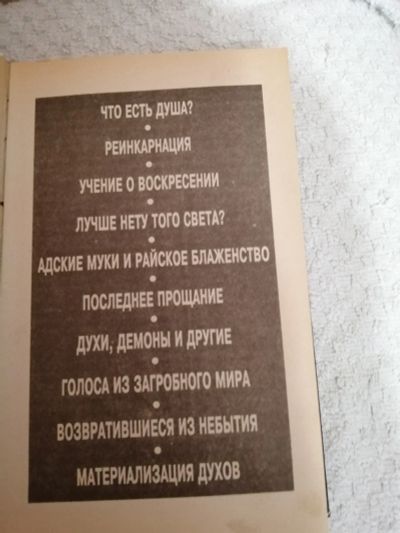 ЧТО ЕСТЬ ДУША?
•
РЕИНКАРНАЦИЯ
•
УЧЕНИЕ О ВОСКРЕСЕНИИ
•
ЛУЧШЕ НЕТУ ТОГО СВЕТА?
•
АДСКИЕ МУКИ И РАЙСКОЕ БЛАЖЕНСТВО
•
ПОСЛЕДНЕЕ ПРОЩАНИЕ
•
ДУХИ, ДЕМОНЫ И ДРУГИЕ
•
ГОЛОСА ИЗ ЗАГРОБНОГО МИРА
•
ВОЗВРАТИВШИЕСЯ ИЗ НЕБЫТИЯ
•
МАТЕРИАЛИЗАЦИЯ ДУХОВ